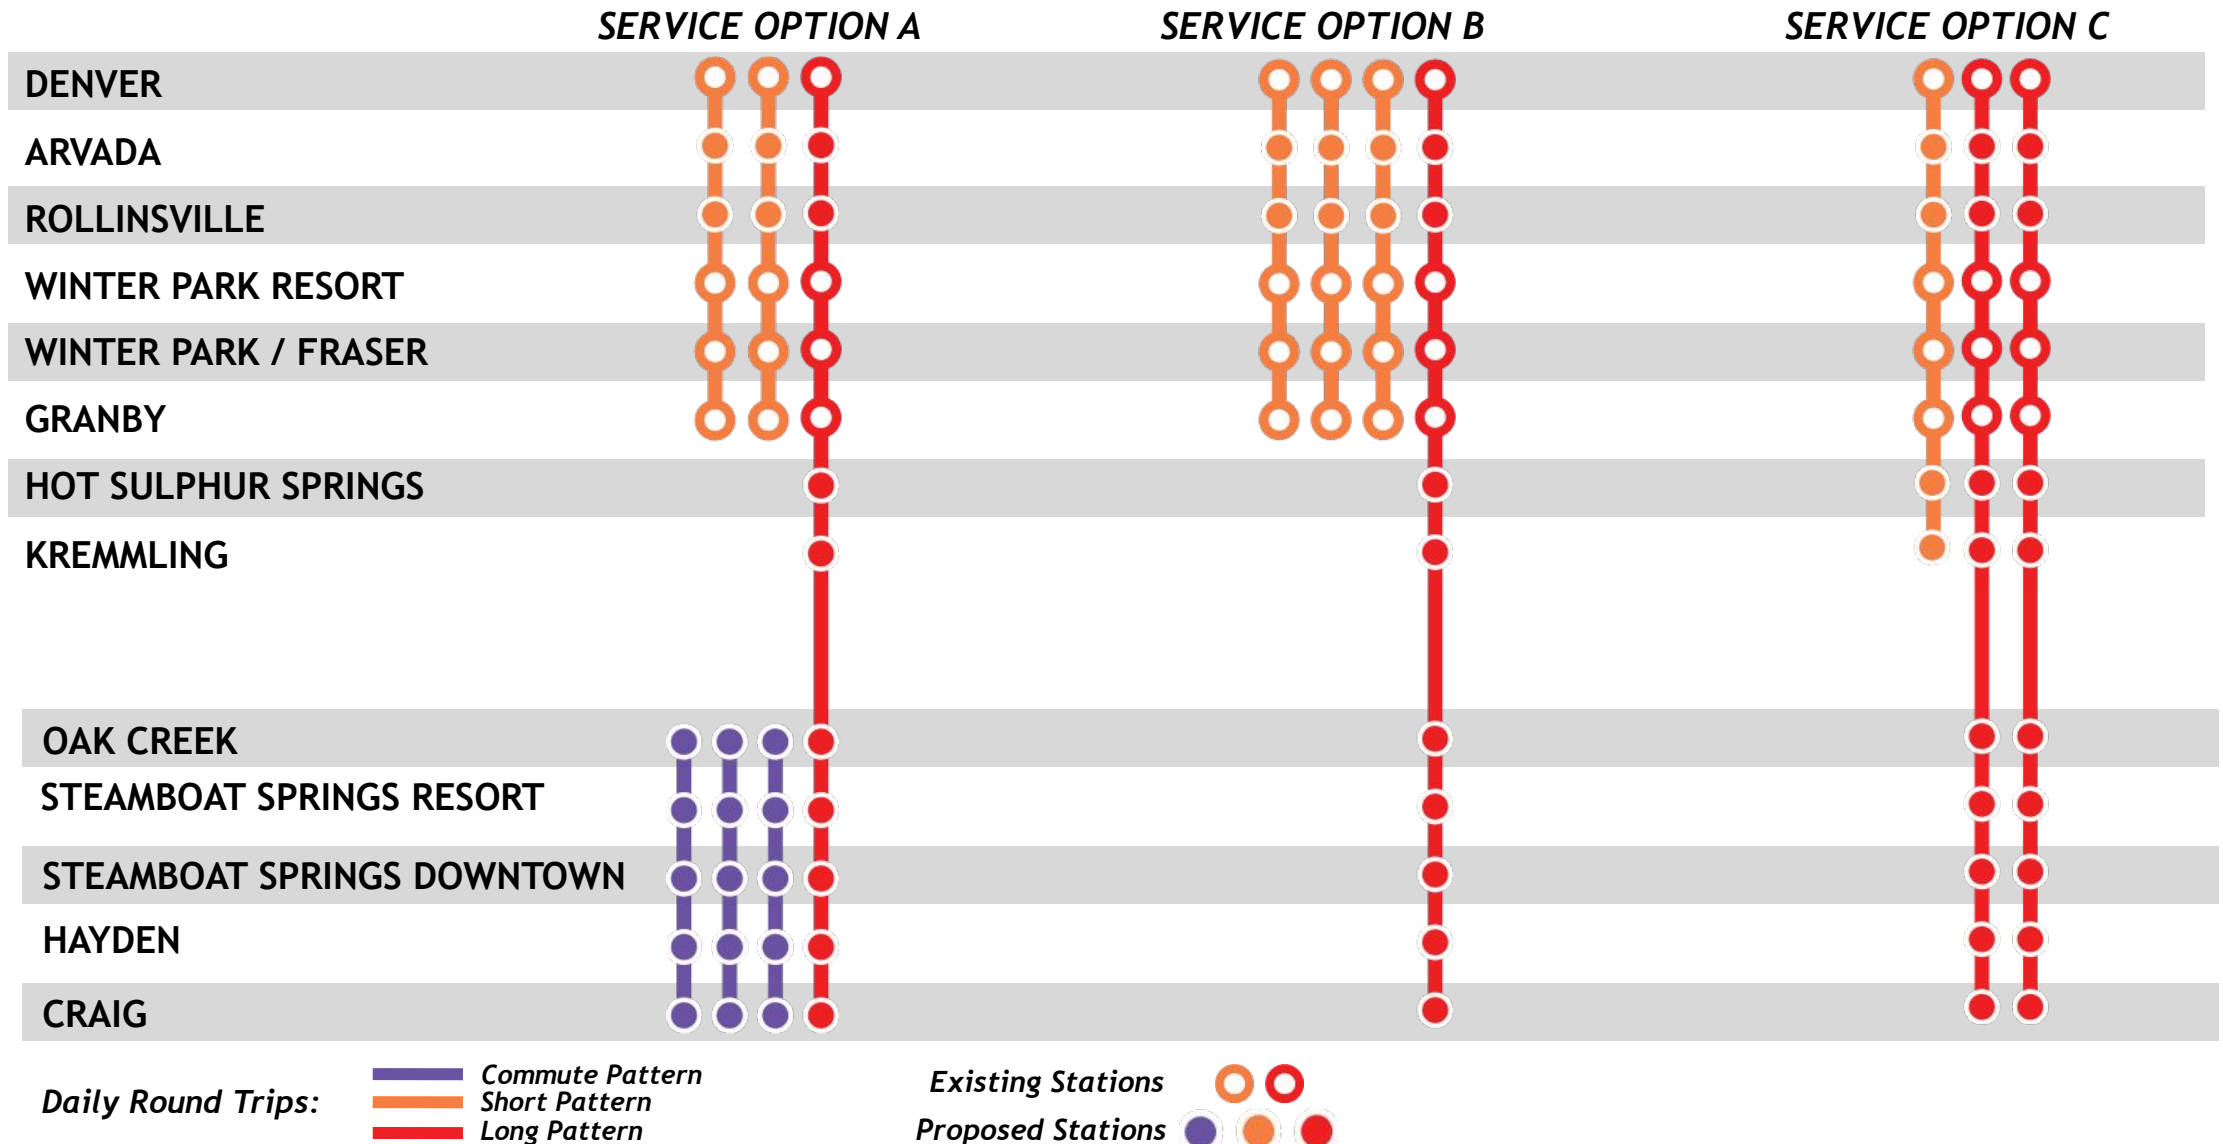 SERVICE OPTION A
SERVICE OPTION B
SERVICE OPTION C
DENVER
ARVADA
ROLLINSVILLE
WINTER PARK RESORT
WINTER PARK / FRASER
GRANBY
HOT SULPHUR SPRINGS
KREMMLING
OAK CREEK
STEAMBOAT SPRINGS RESORT
STEAMBOAT SPRINGS DOWNTOWN
HAYDEN
CRAIG
Daily Round Trips:
Commute Pattern
Short Pattern
Long Pattern
Existing Stations
Proposed Stations